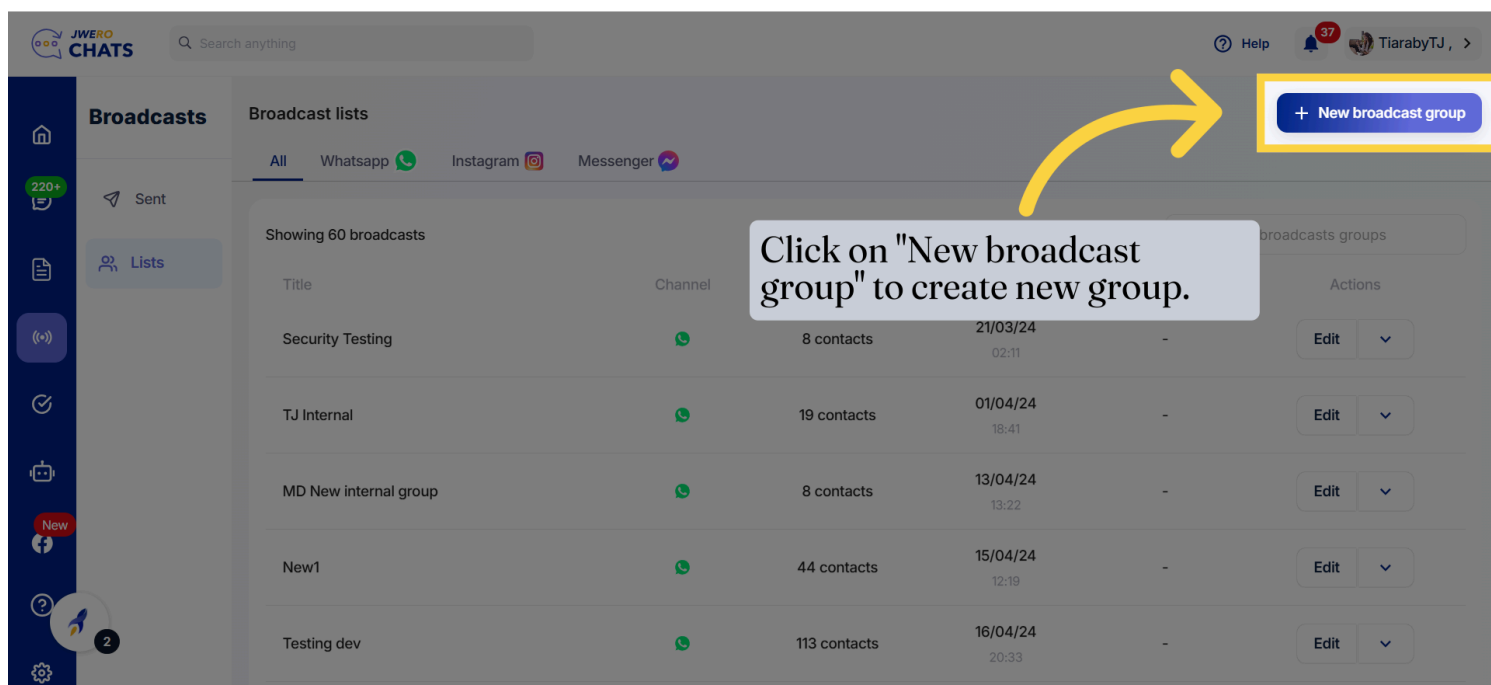 JWERO
CHATS
Search anything
Help
37
TiarabyTJ ,
Broadcasts
Broadcast lists
+ New broadcast group
All
Whatsapp
Instagram
Messenger
220+
Sent
Lists
Showing 60 broadcasts
broadcasts groups
Click on "New broadcast
group" to create new group.
Title
Channel
Actions
Security Testing
8 contacts
21/03/24
02:11
-
Edit
TJ Internal
19 contacts
01/04/24
18:41
-
Edit
MD New internal group
8 contacts
13/04/24
13:22
-
Edit
New
New1
44 contacts
15/04/24
12:19
-
Edit
2
Testing dev
113 contacts
16/04/24
20:33
-
Edit